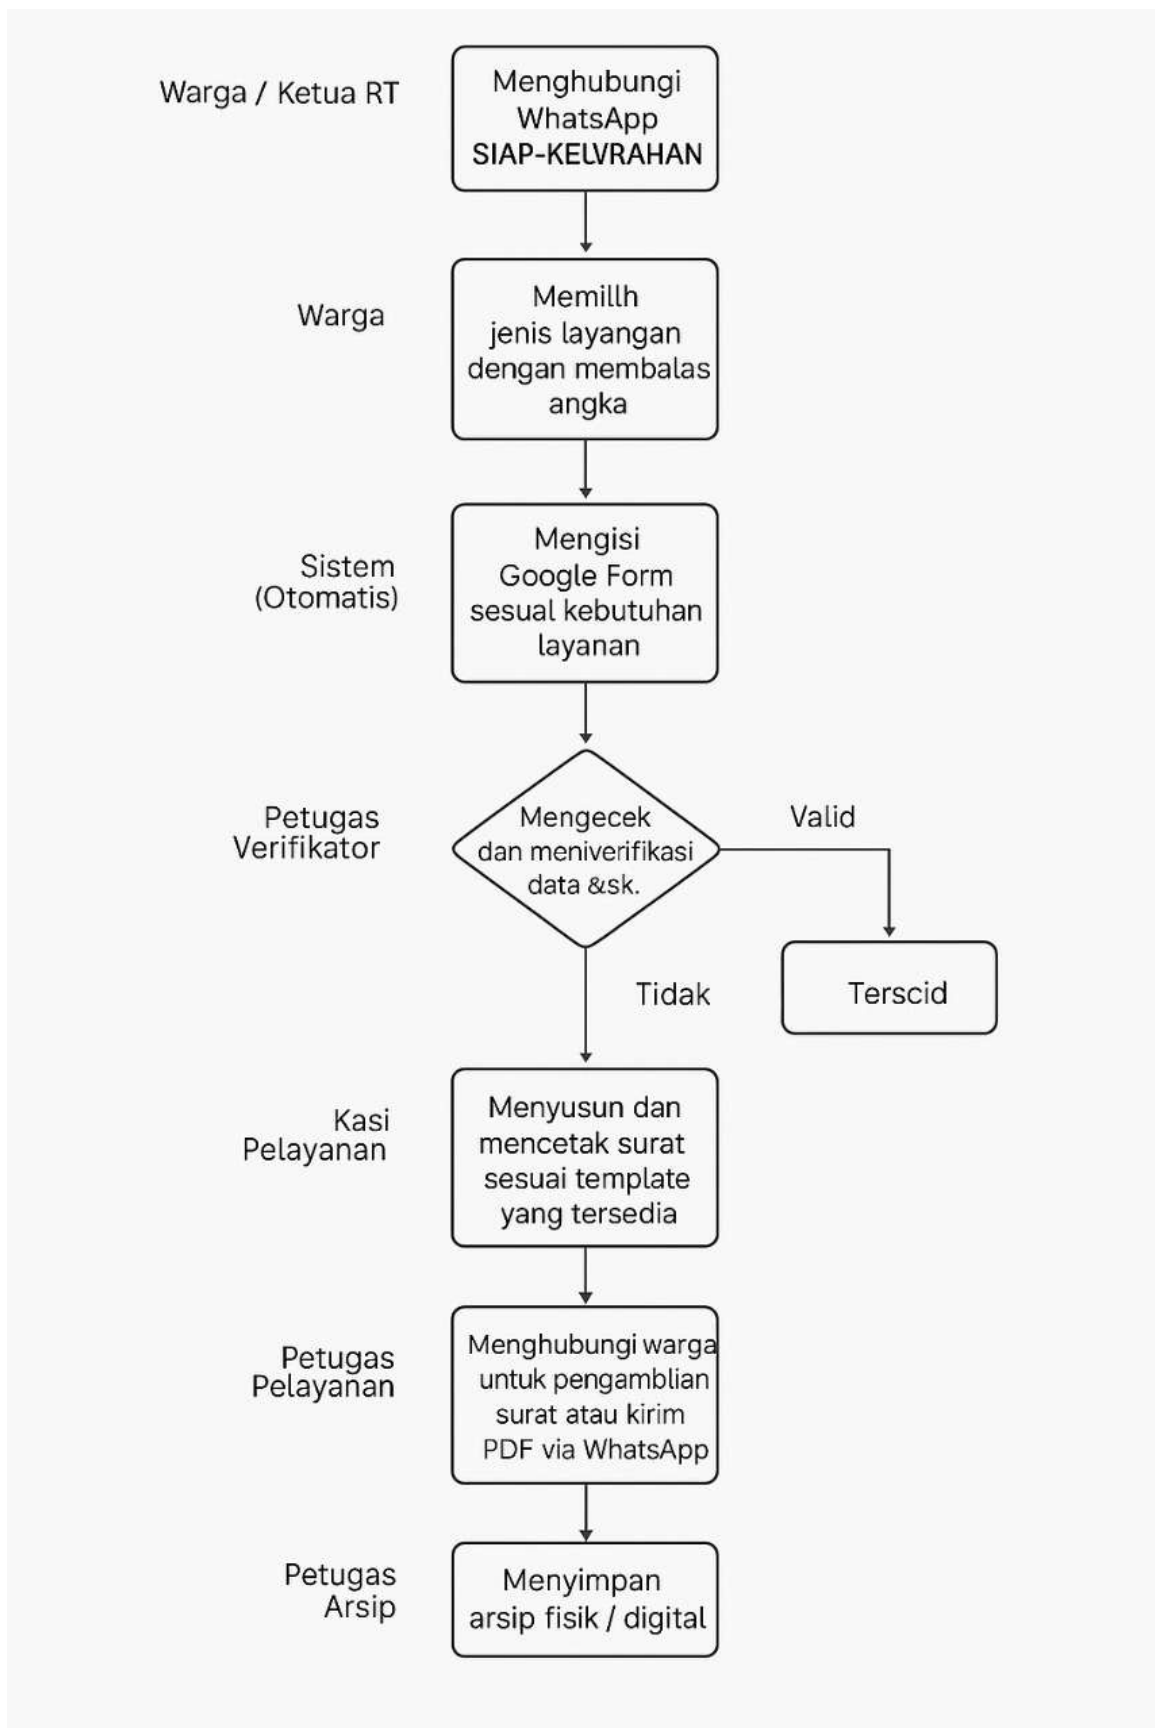 Warga / Ketua RT
Menghubungi
WhatsApp
SIAP-KELVRAHAN
Warga
Memillh
jenis layangan
dengan membalas
angka
Sistem
(Otomatis)
Mengisi
Google Form
sesual kebutuhan
layanan
Petugas
Verifikator
Mengecek
dan meniverifikasi
data &sk.
Valid
Terscid
Tidak
Kasi
Pelayanan
Menyusun dan
mencetak surat
sesuai template
yang tersedia
Petugas
Pelayanan
Menghubungi warga
untuk pengamblian
surat atau kirim
PDF via WhatsApp
Petugas
Arsip
Menyimpan
arsip fisik / digital